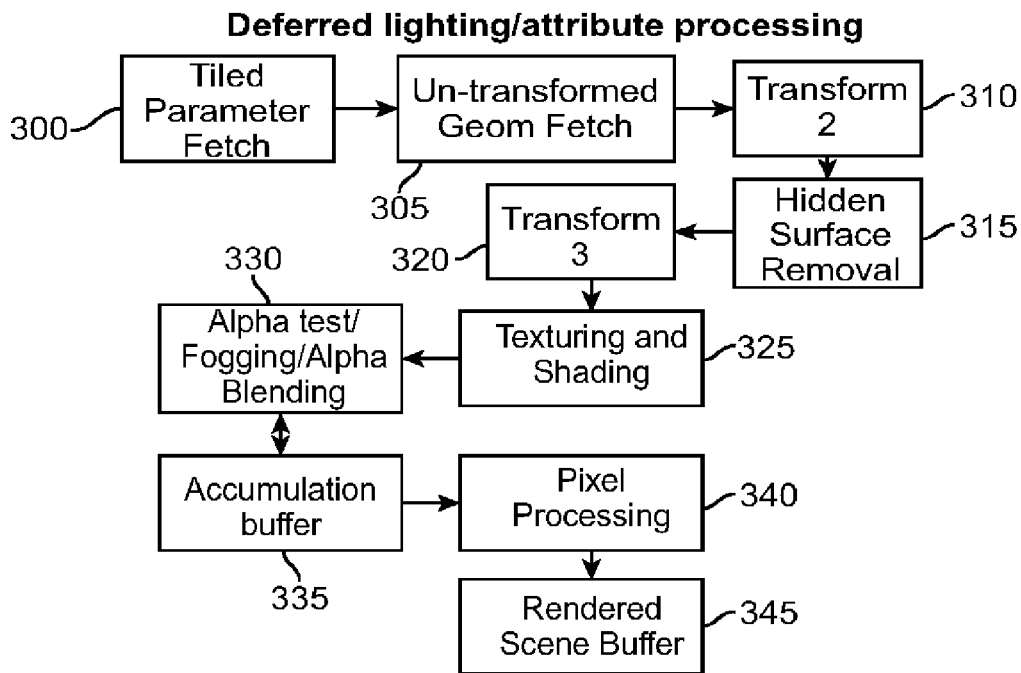 Deferred lighting/attribute processing
300
Tiled
Parameter
Fetch
Un-transformed
Geom Fetch
305
Transform
2
310
Hidden
Surface
Removal
315
Transform
3
320
Texturing and
Shading
325
330
Alpha test/
Fogging/Alpha
Blending
Accumulation
buffer
335
Pixel
Processing
340
Rendered
Scene Buffer
345